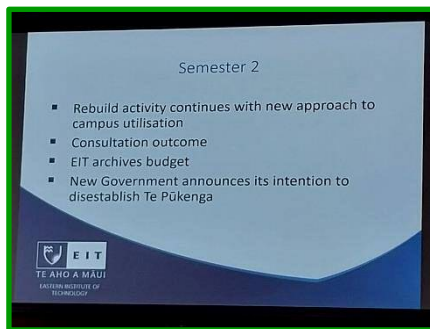 Semester 2
▪ Rebuild activity continues with new approach to
campus utilisation
▪ Consultation outcome
▪ EIT archives budget
▪ New Government announces its intention to
disestablish Te Pūkenga
EIT
TE AHO A MĀUI
EASTERN INSTITUTE OF
TECHNOLOGY